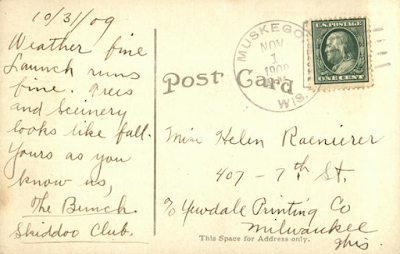 10/31/09
Weather fine
Launch runs
fine. Trees
and Sceinery
looks like fall.
Yours as you
know us,
The Bunch.
Skiddoo Club.
MUSKEGO
NOV
1
1909
WIS.
U.S. POSTAGE
ONE CENT
Post Card
Miss Helen
407 - 7th St.
c/o Yewdale Printing Co
Milwaukee
Wis.
This Space for Address only.